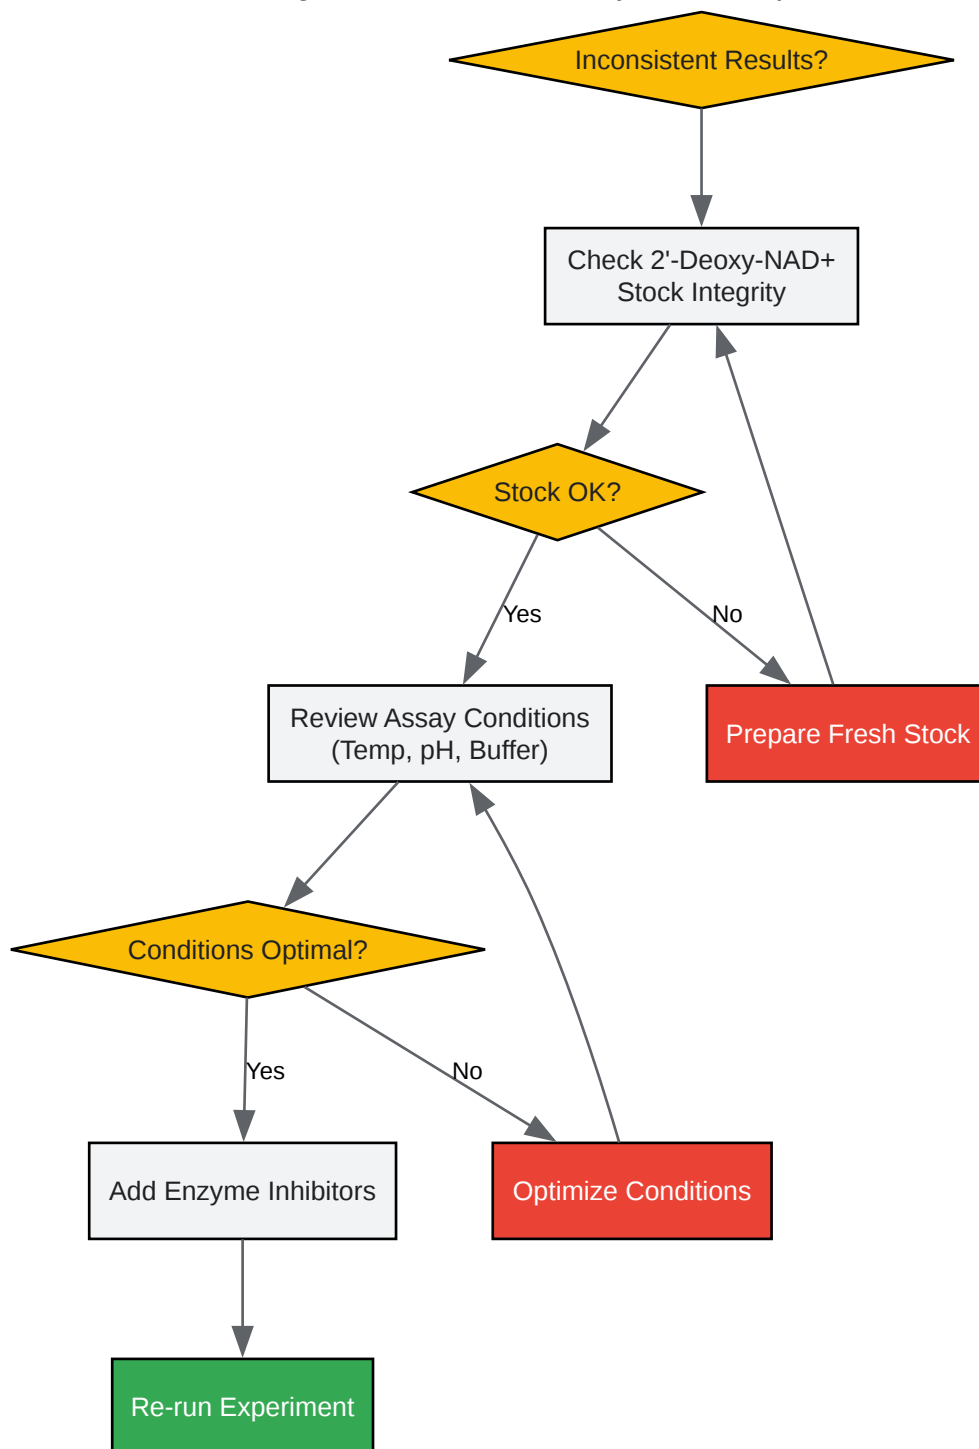 Inconsistent Results?
Check 2'-Deoxy-NAD+
Stock Integrity
Stock OK?
Yes
No
Review Assay Conditions
(Temp, pH, Buffer)
Prepare Fresh Stock
Conditions Optimal?
Yes
No
Add Enzyme Inhibitors
Optimize Conditions
Re-run Experiment